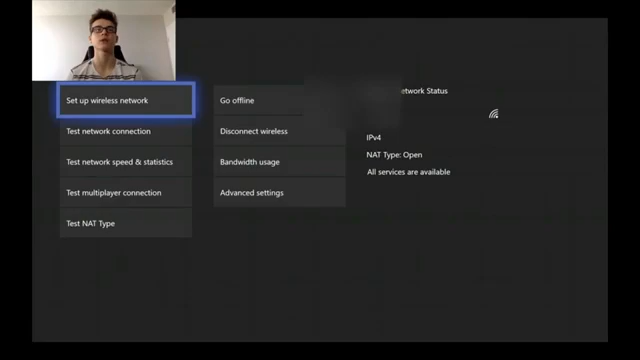 Set up wireless network
Test network connection
Test network speed & statistics
Test multiplayer connection
Test NAT Type
Go offline
Disconnect wireless
Bandwidth usage
Advanced settings
Status
IPv4
NAT Type: Open
All services are available